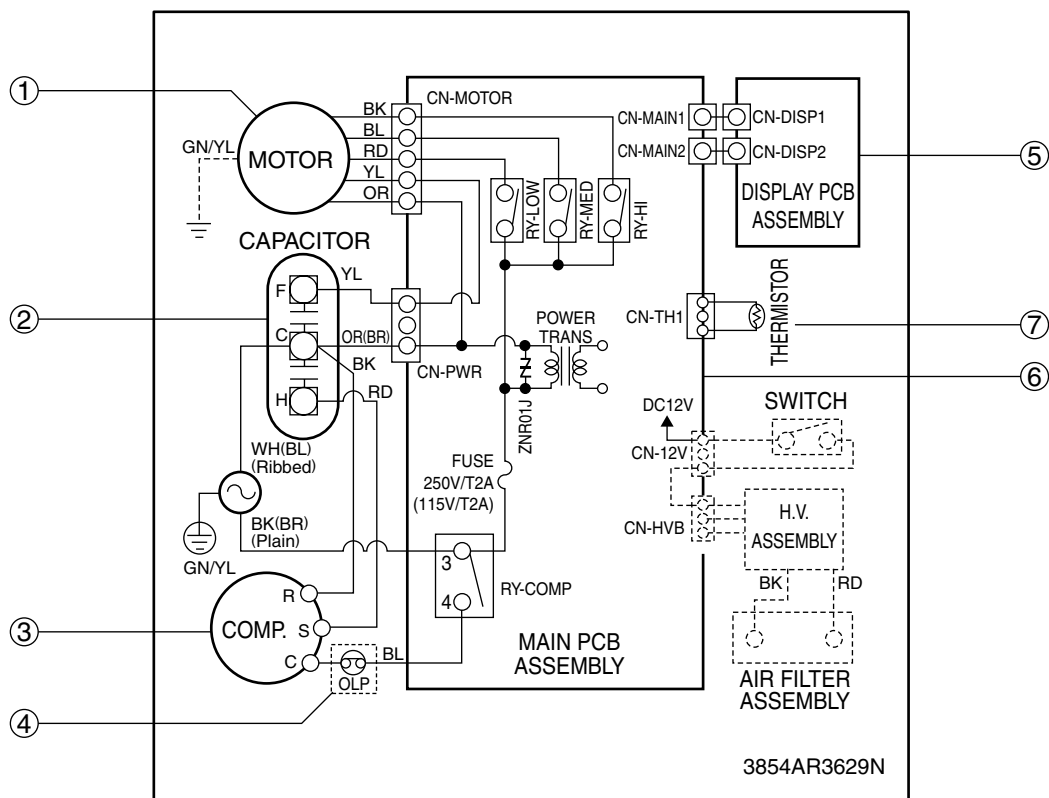 ①
BK
CN-MOTOR
CN-MAIN1
CN-DISP1
BL
GN/YL
RD
CN-MAIN2
CN-DISP2
⑤
MOTOR
YL
OR
RY-LOW
RY-MED
RY-HI
DISPLAY PCB
ASSEMBLY
CAPACITOR
YL
F
②
C
OR(BR)
POWER
TRANS
CN-TH1
THERMISTOR
⑦
BK
CN-PWR
⑥
H
RD
ZNR01J
DC12V
SWITCH
WH(BL)
(Ribbed)
FUSE
250V/T2A
(115V/T2A)
CN-12V
H.V.
ASSEMBLY
BK(BR)
(Plain)
CN-HVB
GN/YL
3
RY-COMP
BK
RD
R
4
③
COMP.
S
MAIN PCB
ASSEMBLY
C
BL
OLP
AIR FILTER
ASSEMBLY
④
3854AR3629N